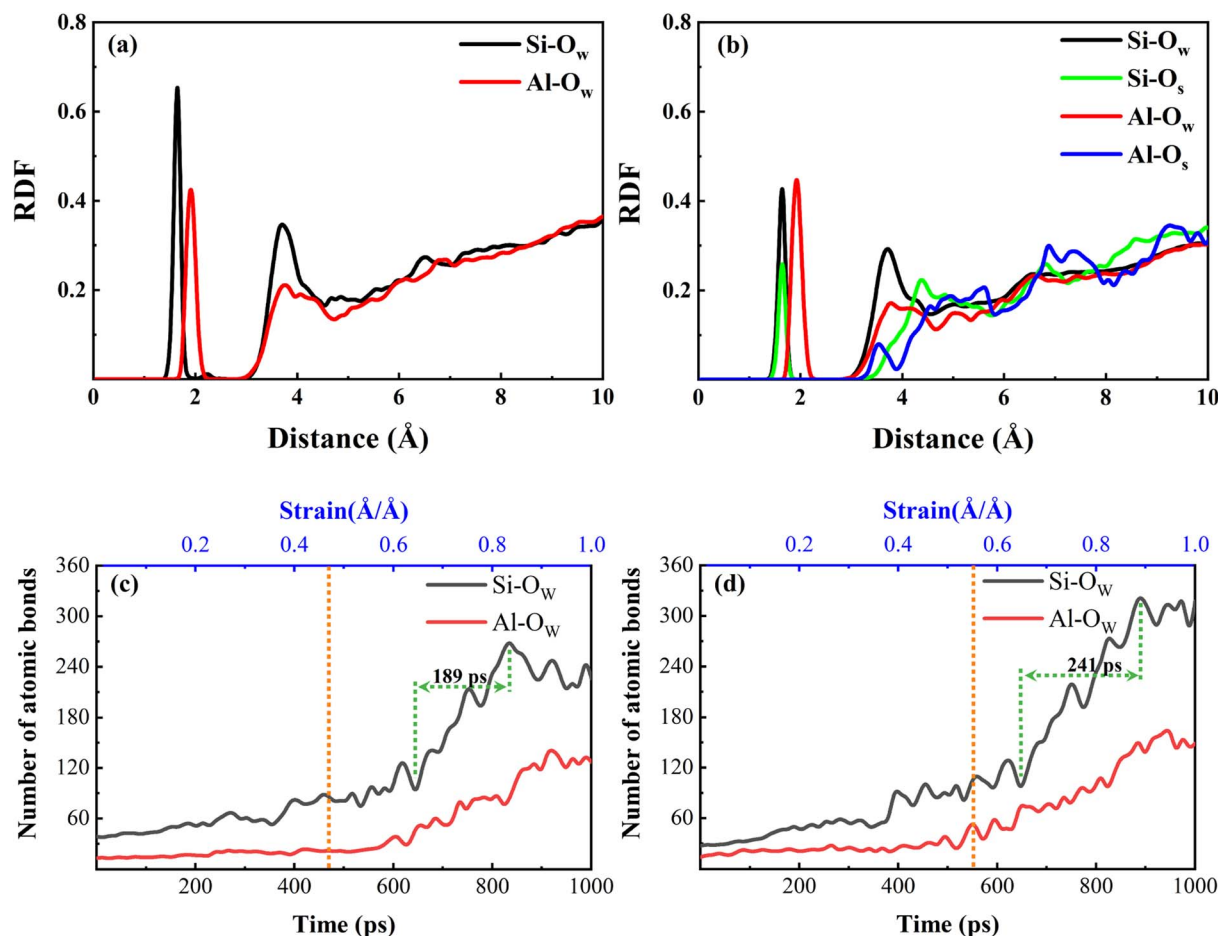 (a)
Si-Ow
Al-Ow
RDF
0.8
0.6
0.4
0.2
0 2 4 6 8 10
Distance (Å)
(b)
Si-Ow
Si-Os
Al-Ow
Al-Os
RDF
0.8
0.6
0.4
0.2
0 2 4 6 8 10
Distance (Å)
Strain(Å/Å)
0.2 0.4 0.6 0.8 1.0
(c)
Si-OW
Al-OW
189 ps
Number of atomic bonds
360
300
240
180
120
60
200 400 600 800 1000
Time (ps)
Strain(Å/Å)
0.2 0.4 0.6 0.8 1.0
(d)
Si-OW
Al-OW
241 ps
Number of atomic bonds
360
300
240
180
120
60
200 400 600 800 1000
Time (ps)